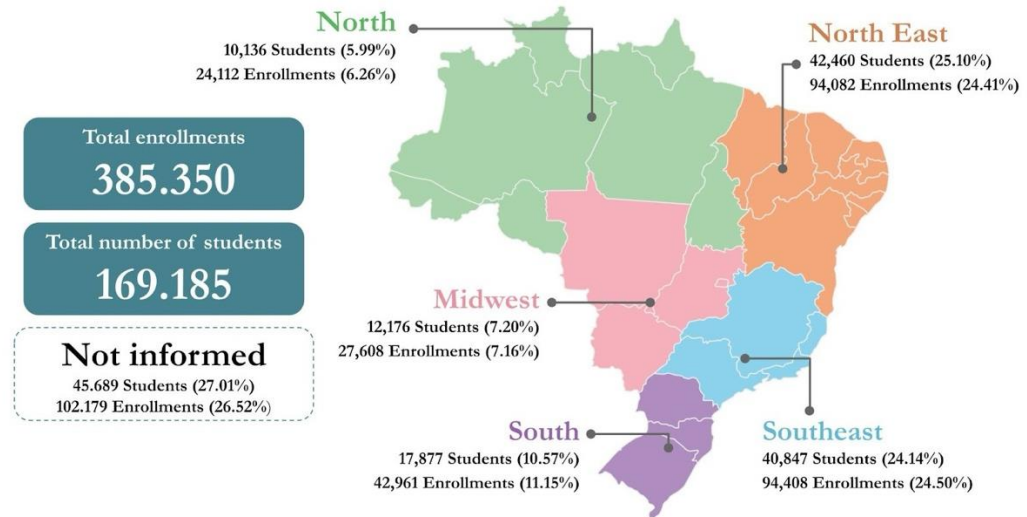 North
10,136 Students (5.99%)
24,112 Enrollments (6.26%)
North East
42,460 Students (25.10%)
94,082 Enrollments (24.41%)
Total enrollments
385.350
Total number of students
169.185
Not informed
45.689 Students (27.01%)
102.179 Enrollments (26.52%)
Midwest
12,176 Students (7.20%)
27,608 Enrollments (7.16%)
South
17,877 Students (10.57%)
42,961 Enrollments (11.15%)
Southeast
40,847 Students (24.14%)
94,408 Enrollments (24.50%)